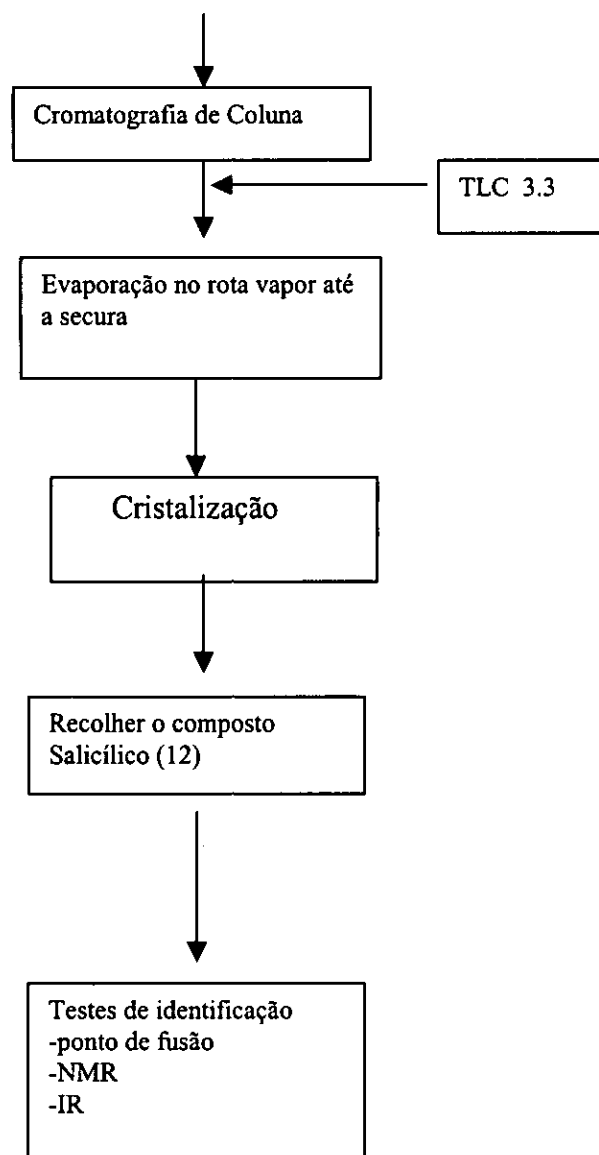 Cromatografia de Coluna
TLC 3.3
Evaporação no rota vapor até
a secura
Cristalização
Recolher o composto
Salicílico (12)
Testes de identificação
-ponto de fusão
-NMR
-IR